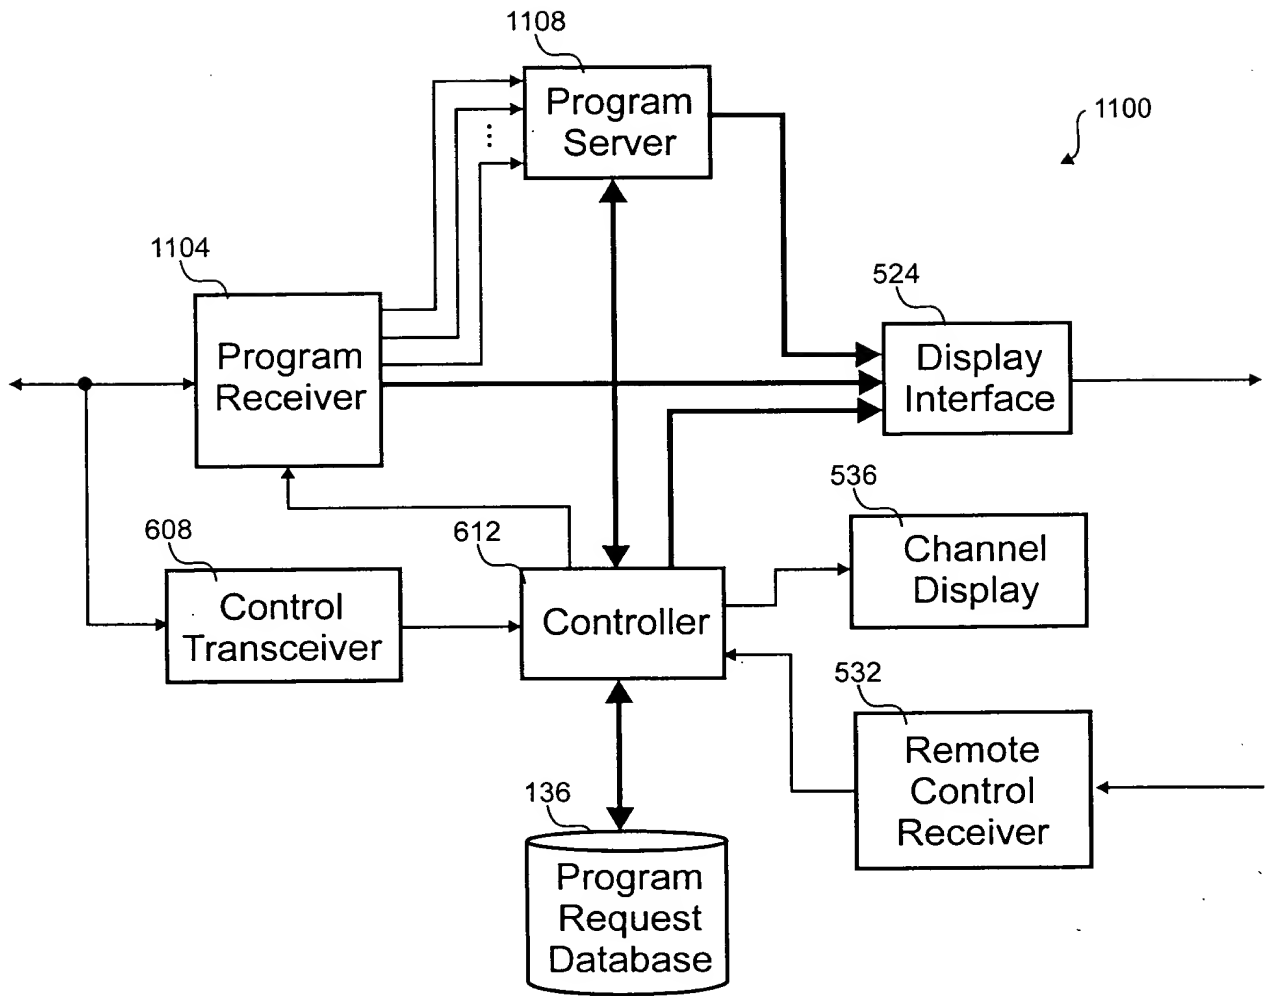 1108
Program
Server
1100
1104
Program
Receiver
524
Display
Interface
536
Channel
Display
608
Control
Transceiver
612
Controller
532
Remote
Control
Receiver
136
Program
Request
Database